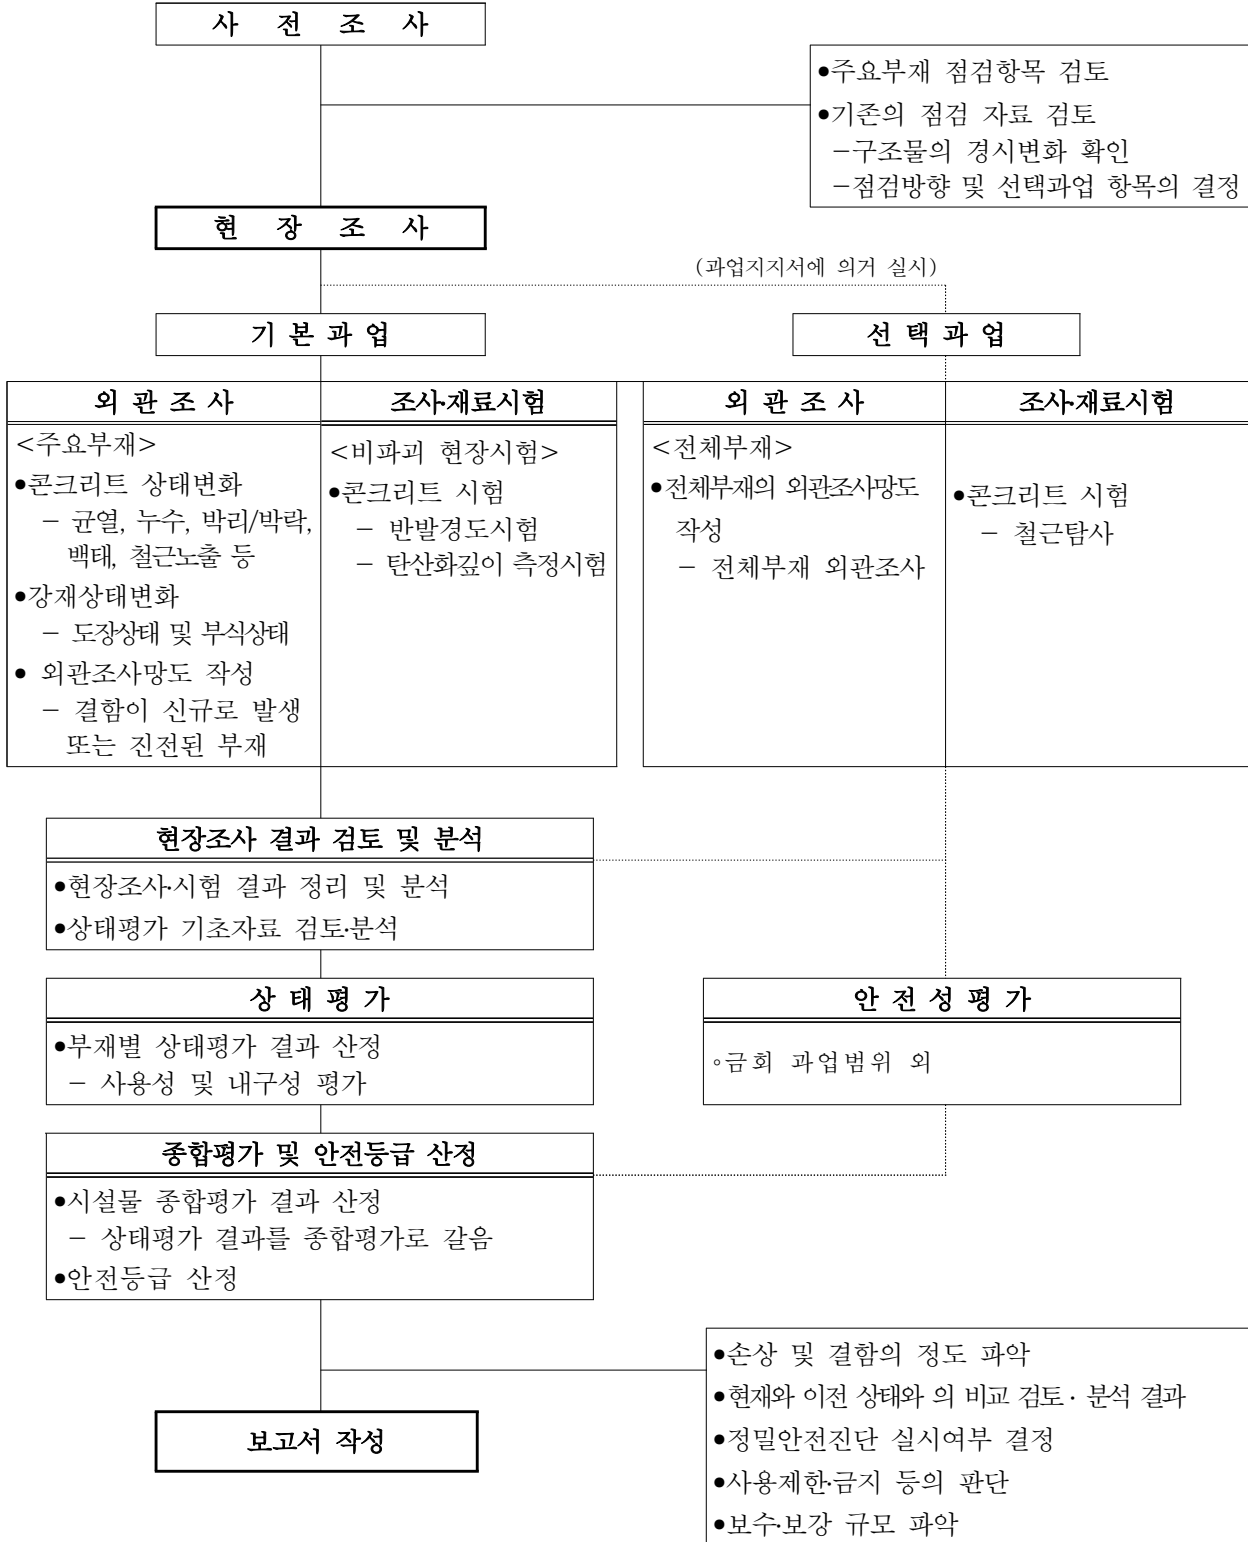 사 전 조 사
●주요부재 점검항목 검토
●기존의 점검 자료 검토
-구조물의 경시변화 확인
-점검방향 및 선택과업 항목의 결정
현 장 조 사
(과업지지서에 의거 실시)
기 본 과 업
선 택 과 업
외 관 조 사
조사·재료시험
<주요부재>
●콘크리트 상태변화
- 균열, 누수, 박리/박락,
백태, 철근노출 등
●강재상태변화
- 도장상태 및 부식상태
● 외관조사망도 작성
- 결함이 신규로 발생
또는 진전된 부재
<비파괴 현장시험>
●콘크리트 시험
- 반발경도시험
- 탄산화깊이 측정시험
외 관 조 사
조사·재료시험
<전체부재>
●전체부재의 외관조사망도
작성
- 전체부재 외관조사
●콘크리트 시험
- 철근탐사
현장조사 결과 검토 및 분석
●현장조사·시험 결과 정리 및 분석
●상태평가 기초자료 검토·분석
상 태 평 가
●부재별 상태평가 결과 산정
- 사용성 및 내구성 평가
안 전 성 평 가
◦금회 과업범위 외
종합평가 및 안전등급 산정
●시설물 종합평가 결과 산정
- 상태평가 결과를 종합평가로 갈음
●안전등급 산정
●손상 및 결함의 정도 파악
●현재와 이전 상태와 의 비교 검토 · 분석 결과
●정밀안전진단 실시여부 결정
●사용제한·금지 등의 판단
●보수·보강 규모 파악
보고서 작성